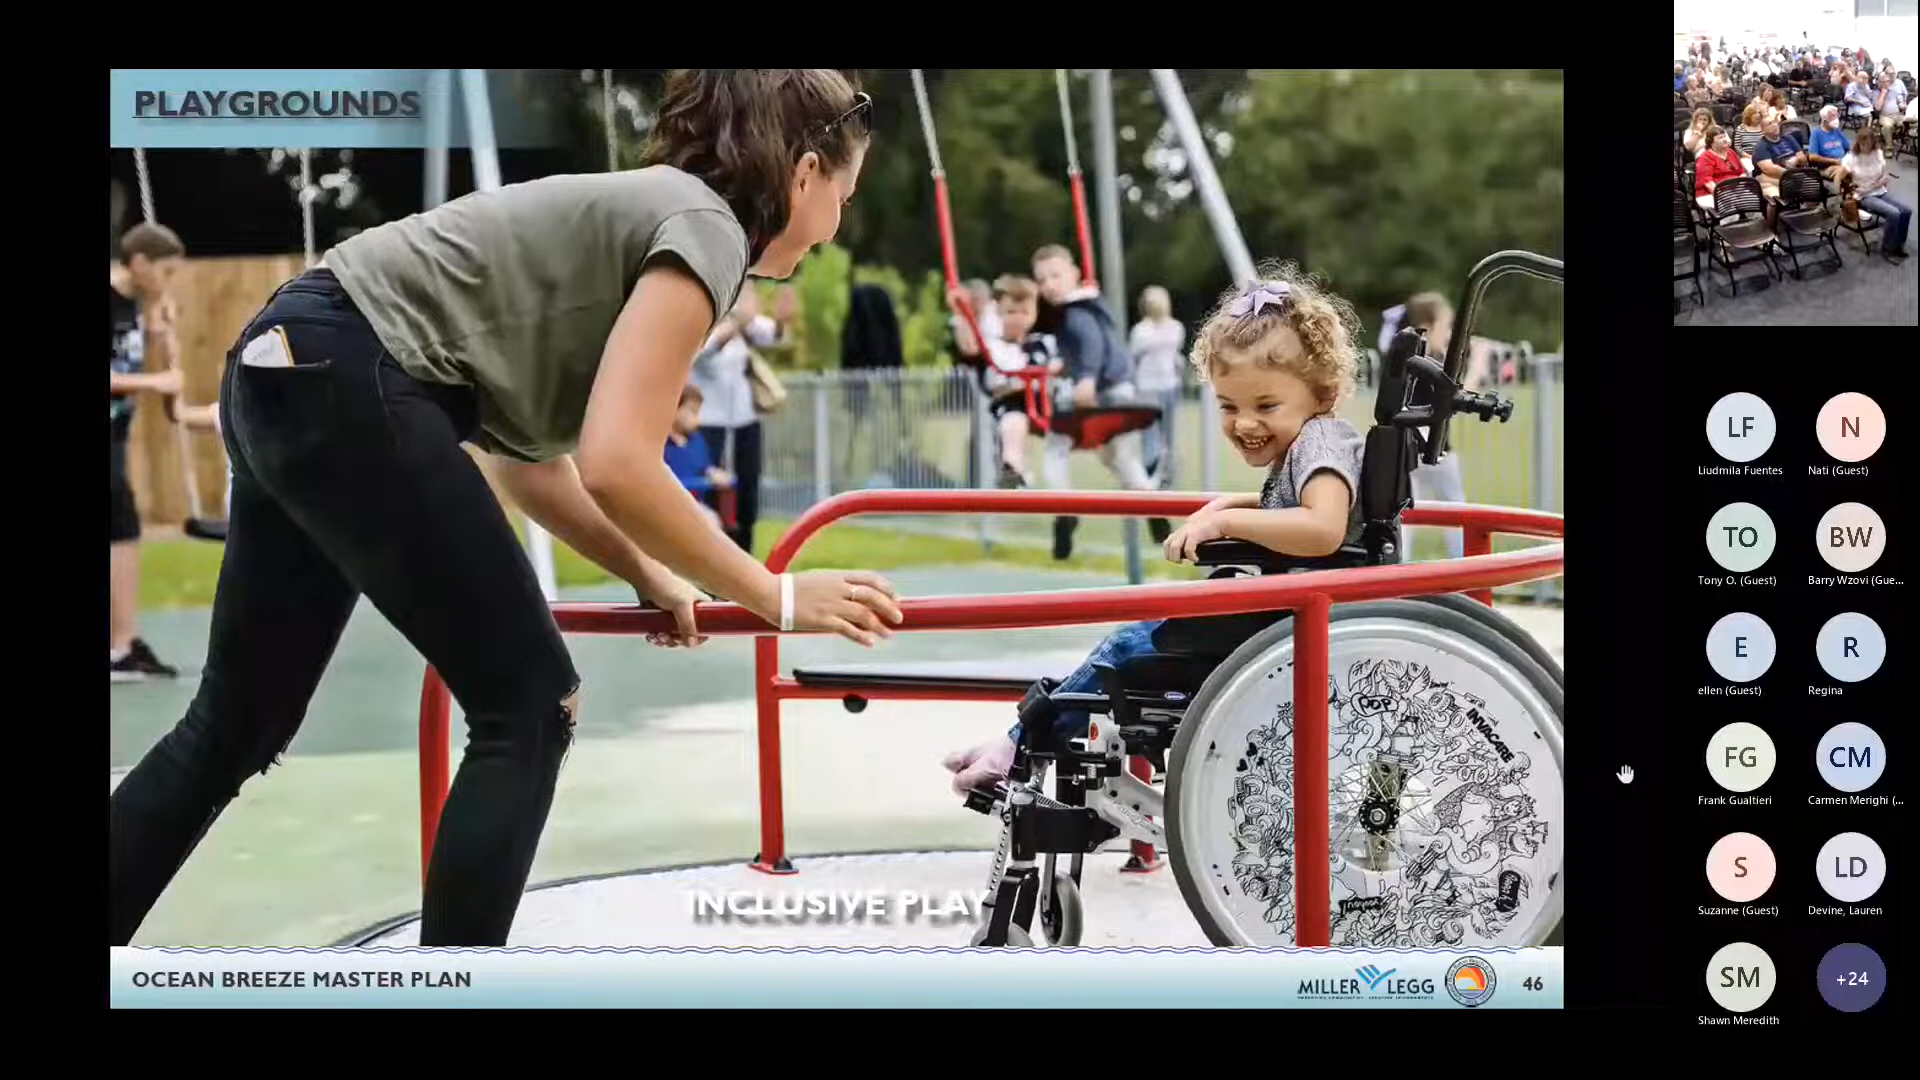 PLAYGROUNDS
POP
INVACARE
INCLUSIVE PLAY
OCEAN BREEZE MASTER PLAN
MILLER LEGG
46
LF
Liudmila Fuentes
N
Nati (Guest)
TO
Tony O. (Guest)
BW
Barry Wzovi (Gue...
E
ellen (Guest)
R
Regina
FG
Frank Gualtieri
CM
Carmen Merighi (...
S
Suzanne (Guest)
LD
Devine, Lauren
SM
Shawn Meredith
+24